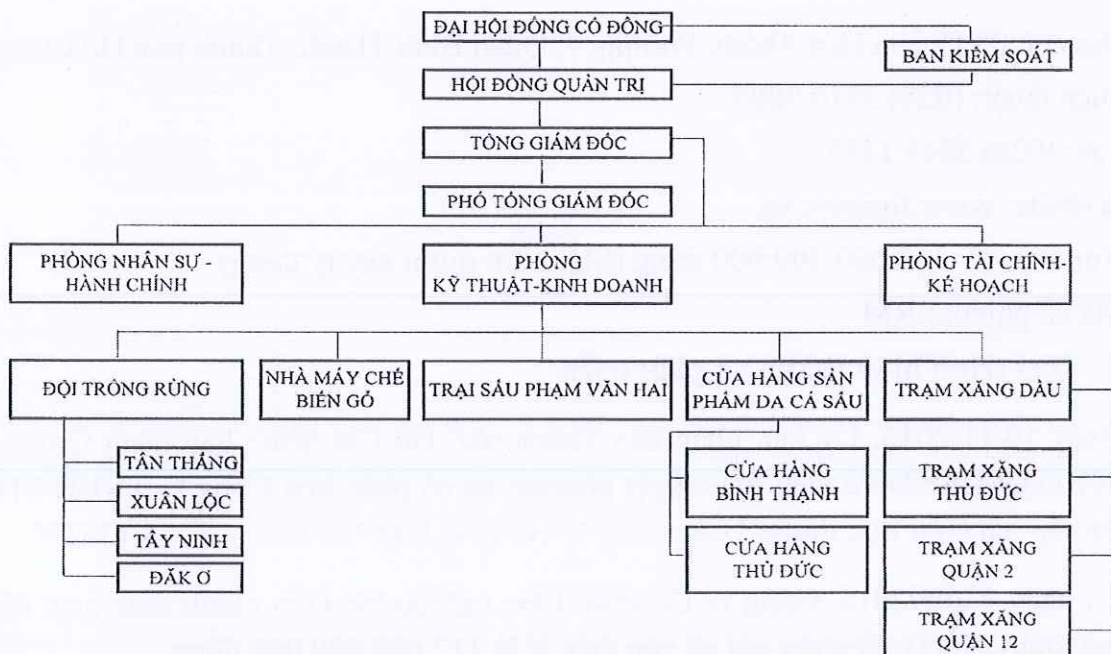 ĐẠI HỘI ĐỒNG CỔ ĐÔNG
BAN KIỂM SOÁT
HỘI ĐỒNG QUẢN TRỊ
TỔNG GIÁM ĐỐC
PHÓ TỔNG GIÁM ĐỐC
PHÒNG NHÂN SỰ -
HÀNH CHÍNH
PHÒNG
KỸ THUẬT-KINH DOANH
PHÒNG TÀI CHÍNH-
KẾ HOẠCH
ĐỘI TRỒNG RỪNG
NHÀ MÁY CHẾ
BIẾN GỖ
TRẠI SẤU PHẠM VĂN HAI
CỬA HÀNG SẢN
PHẨM DA CÁ SẤU
TRẠM XĂNG DẦU
TÂN THẮNG
XUÂN LỘC
TÂY NINH
ĐĂK Ơ
CỬA HÀNG
BÌNH THẠNH
CỬA HÀNG
THỦ ĐỨC
TRẠM XĂNG
THỦ ĐỨC
TRẠM XĂNG
QUẬN 2
TRẠM XĂNG
QUẬN 12